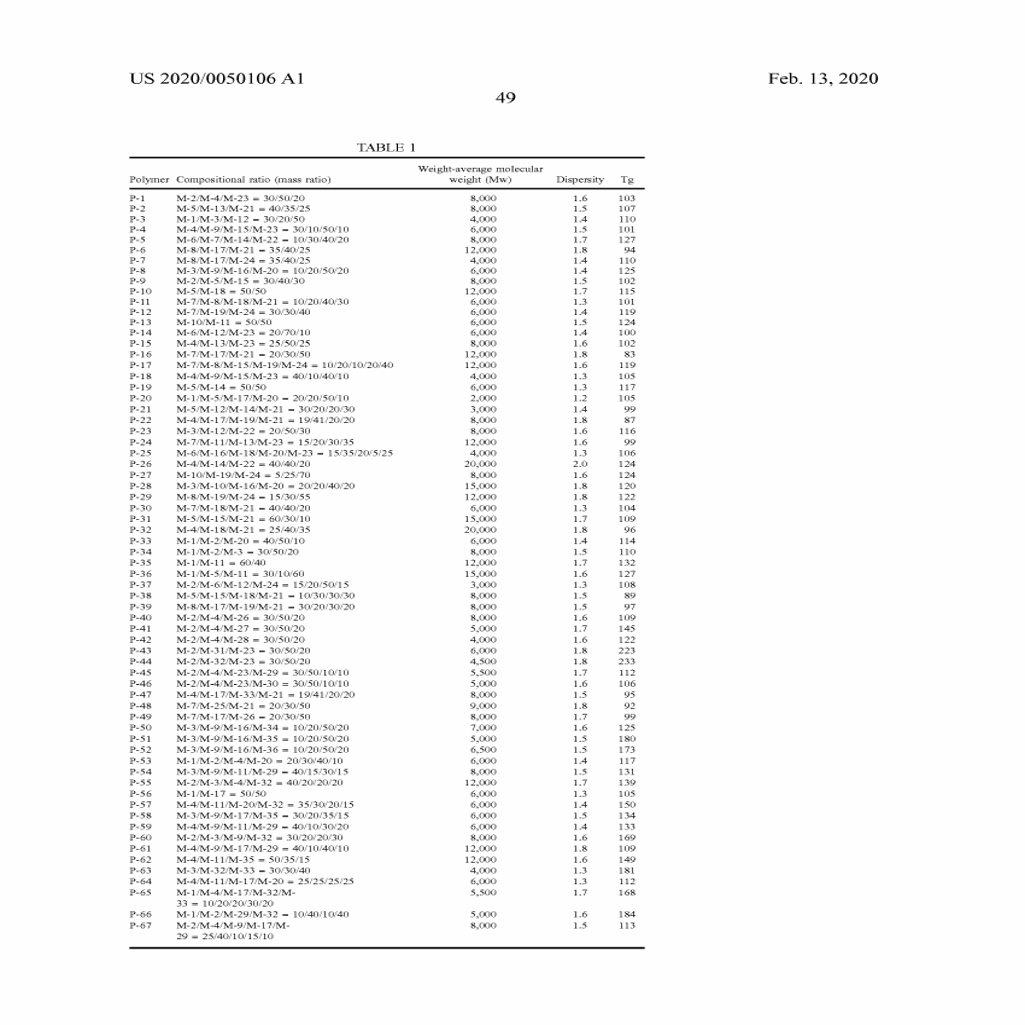 US 2020/0050106 A1 Feb. 13, 2020
49
TABLE 1
Weight-average molecular
Polymer Compositional ratio (mass ratio) weight (Mw) Dispersity Tg
P-1 M-2/M-4/M-23 = 30/50/20 8,000 1.6 103
P-2 M-5/M-13/M-21 = 40/35/25 8,000 1.5 107
P-3 M-1/M-3/M-12 = 30/20/50 4,000 1.4 110
P-4 M-4/M-9/M-15/M-23 = 30/10/50/10 6,000 1.5 101
P-5 M-6/M-7/M-14/M-22 = 10/30/40/20 8,000 1.7 127
P-6 M-8/M-17/M-21 = 35/40/25 12,000 1.8 94
P-7 M-8/M-17/M-24 = 35/40/25 4,000 1.4 110
P-8 M-3/M-9/M-16/M-20 = 10/20/50/20 6,000 1.4 125
P-9 M-2/M-5/M-15 = 30/40/30 8,000 1.5 102
P-10 M-5/M-18 = 50/50 12,000 1.7 115
P-11 M-7/M-8/M-18/M-21 = 10/20/40/30 6,000 1.3 101
P-12 M-7/M-19/M-24 = 30/30/40 6,000 1.4 119
P-13 M-10/M-11 = 50/50 6,000 1.5 124
P-14 M-6/M-12/M-23 = 20/70/10 6,000 1.4 100
P-15 M-4/M-13/M-23 = 25/50/25 8,000 1.6 102
P-16 M-7/M-17/M-21 = 20/30/50 12,000 1.8 83
P-17 M-7/M-8/M-15/M-19/M-24 = 10/20/10/20/40 12,000 1.6 119
P-18 M-4/M-9/M-15/M-23 = 40/10/40/10 4,000 1.3 105
P-19 M-5/M-14 = 50/50 6,000 1.3 117
P-20 M-1/M-5/M-17/M-20 = 20/20/50/10 2,000 1.2 105
P-21 M-5/M-12/M-14/M-21 = 30/20/20/30 3,000 1.4 99
P-22 M-4/M-17/M-19/M-21 = 19/41/20/20 8,000 1.8 87
P-23 M-3/M-12/M-22 = 20/50/30 8,000 1.6 116
P-24 M-7/M-11/M-13/M-23 = 15/20/30/35 12,000 1.6 99
P-25 M-6/M-16/M-18/M-20/M-23 = 15/35/20/5/25 4,000 1.3 106
P-26 M-4/M-14/M-22 = 40/40/20 20,000 2.0 124
P-27 M-10/M-19/M-24 = 5/25/70 8,000 1.6 124
P-28 M-3/M-10/M-16/M-20 = 20/20/40/20 15,000 1.8 120
P-29 M-8/M-19/M-24 = 15/30/55 12,000 1.8 122
P-30 M-7/M-18/M-21 = 40/40/20 6,000 1.3 104
P-31 M-5/M-15/M-21 = 60/30/10 15,000 1.7 109
P-32 M-4/M-18/M-21 = 25/40/35 20,000 1.8 96
P-33 M-1/M-2/M-20 = 40/50/10 6,000 1.4 114
P-34 M-1/M-2/M-3 = 30/50/20 8,000 1.5 110
P-35 M-1/M-11 = 60/40 12,000 1.7 132
P-36 M-1/M-5/M-11 = 30/10/60 15,000 1.6 127
P-37 M-2/M-6/M-12/M-24 = 15/20/50/15 3,000 1.3 108
P-38 M-5/M-15/M-18/M-21 = 10/30/30/30 8,000 1.5 89
P-39 M-8/M-17/M-19/M-21 = 30/20/30/20 8,000 1.5 97
P-40 M-2/M-4/M-26 = 30/50/20 8,000 1.6 109
P-41 M-2/M-4/M-27 = 30/50/20 5,000 1.7 145
P-42 M-2/M-4/M-28 = 30/50/20 4,000 1.6 122
P-43 M-2/M-31/M-23 = 30/50/20 6,000 1.8 223
P-44 M-2/M-32/M-23 = 30/50/20 4,500 1.8 233
P-45 M-2/M-4/M-23/M-29 = 30/50/10/10 5,500 1.7 112
P-46 M-2/M-4/M-23/M-30 = 30/50/10/10 5,000 1.6 106
P-47 M-4/M-17/M-33/M-21 = 19/41/20/20 8,000 1.5 95
P-48 M-7/M-25/M-21 = 20/30/50 9,000 1.8 92
P-49 M-7/M-17/M-26 = 20/30/50 8,000 1.7 99
P-50 M-3/M-9/M-16/M-34 = 10/20/50/20 7,000 1.6 125
P-51 M-3/M-9/M-16/M-35 = 10/20/50/20 5,000 1.5 180
P-52 M-3/M-9/M-16/M-36 = 10/20/50/20 6,500 1.5 173
P-53 M-1/M-2/M-4/M-20 = 20/30/40/10 6,000 1.4 117
P-54 M-3/M-9/M-11/M-29 = 40/15/30/15 8,000 1.5 131
P-55 M-2/M-3/M-4/M-32 = 40/20/20/20 12,000 1.7 139
P-56 M-1/M-17 = 50/50 6,000 1.3 105
P-57 M-4/M-11/M-20/M-32 = 35/30/20/15 6,000 1.4 150
P-58 M-3/M-9/M-17/M-35 = 30/20/35/15 6,000 1.5 134
P-59 M-4/M-9/M-11/M-29 = 40/10/30/20 6,000 1.4 133
P-60 M-2/M-3/M-9/M-32 = 30/20/20/30 8,000 1.6 169
P-61 M-4/M-9/M-17/M-29 = 40/10/40/10 12,000 1.8 109
P-62 M-4/M-11/M-35 = 50/35/15 12,000 1.6 149
P-63 M-3/M-32/M-33 = 30/30/40 4,000 1.3 181
P-64 M-4/M-11/M-17/M-20 = 25/25/25/25 6,000 1.3 112
P-65 M-1/M-4/M-17/M-32/M- 5,500 1.7 168
33 = 10/20/20/30/20
P-66 M-1/M-2/M-29/M-32 = 10/40/10/40 5,000 1.6 184
P-67 M-2/M-4/M-9/M-17/M- 8,000 1.5 113
29 = 25/40/10/15/10